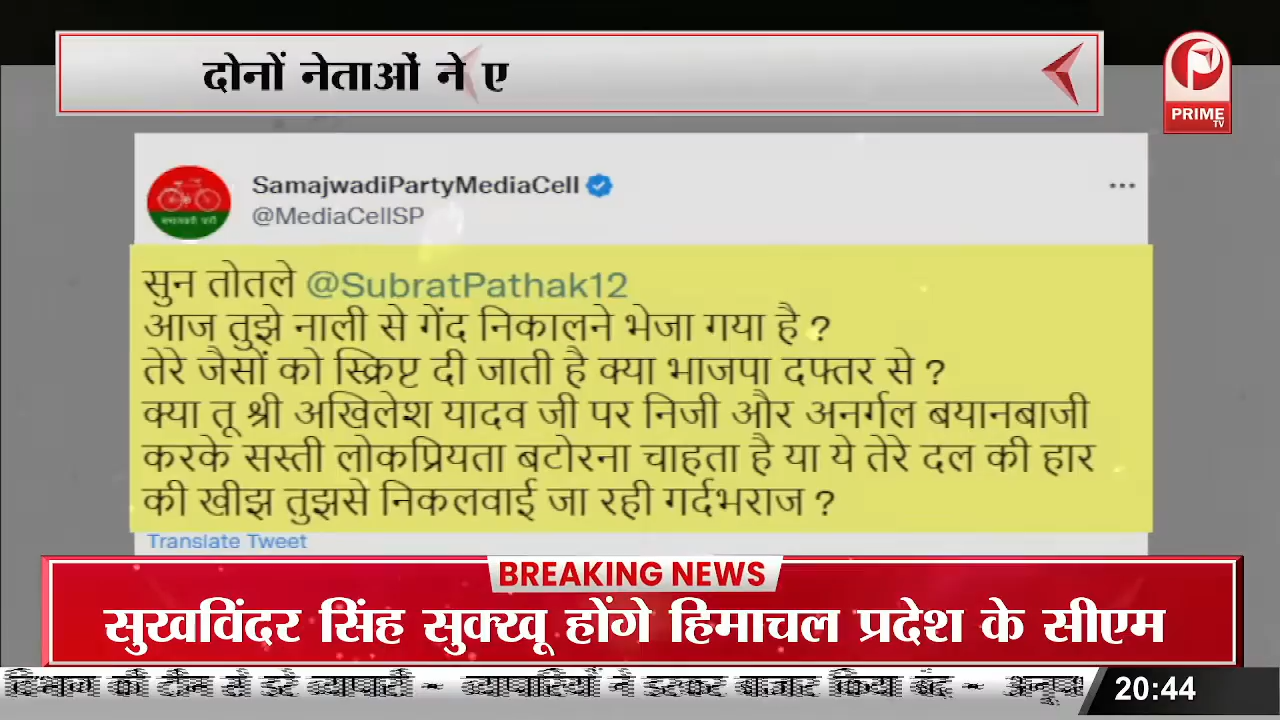 दोनों नेताओं ने ए
PRIME
TV
SamajwadiPartyMediaCell
@MediaCellSP
सुन तोतले @SubratPathak12
आज तुझे नाली से गेंद निकालने भेजा गया है ?
तेरे जैसों को स्क्रिप्ट दी जाती है क्या भाजपा दफ्तर से ?
क्या तू श्री अखिलेश यादव जी पर निजी और अनर्गल बयानबाजी
करके सस्ती लोकप्रियता बटोरना चाहता है या ये तेरे दल की हार
की खीझ तुझसे निकलवाई जा रही गर्दभराज ?
Translate Tweet
BREAKING NEWS
सुखविंदर सिंह सुक्खू होंगे हिमाचल प्रदेश के सीएम
की टीम से डरे व्यापारी - व्यापारियों ने डरकर बाजार किया बंद -
20:44